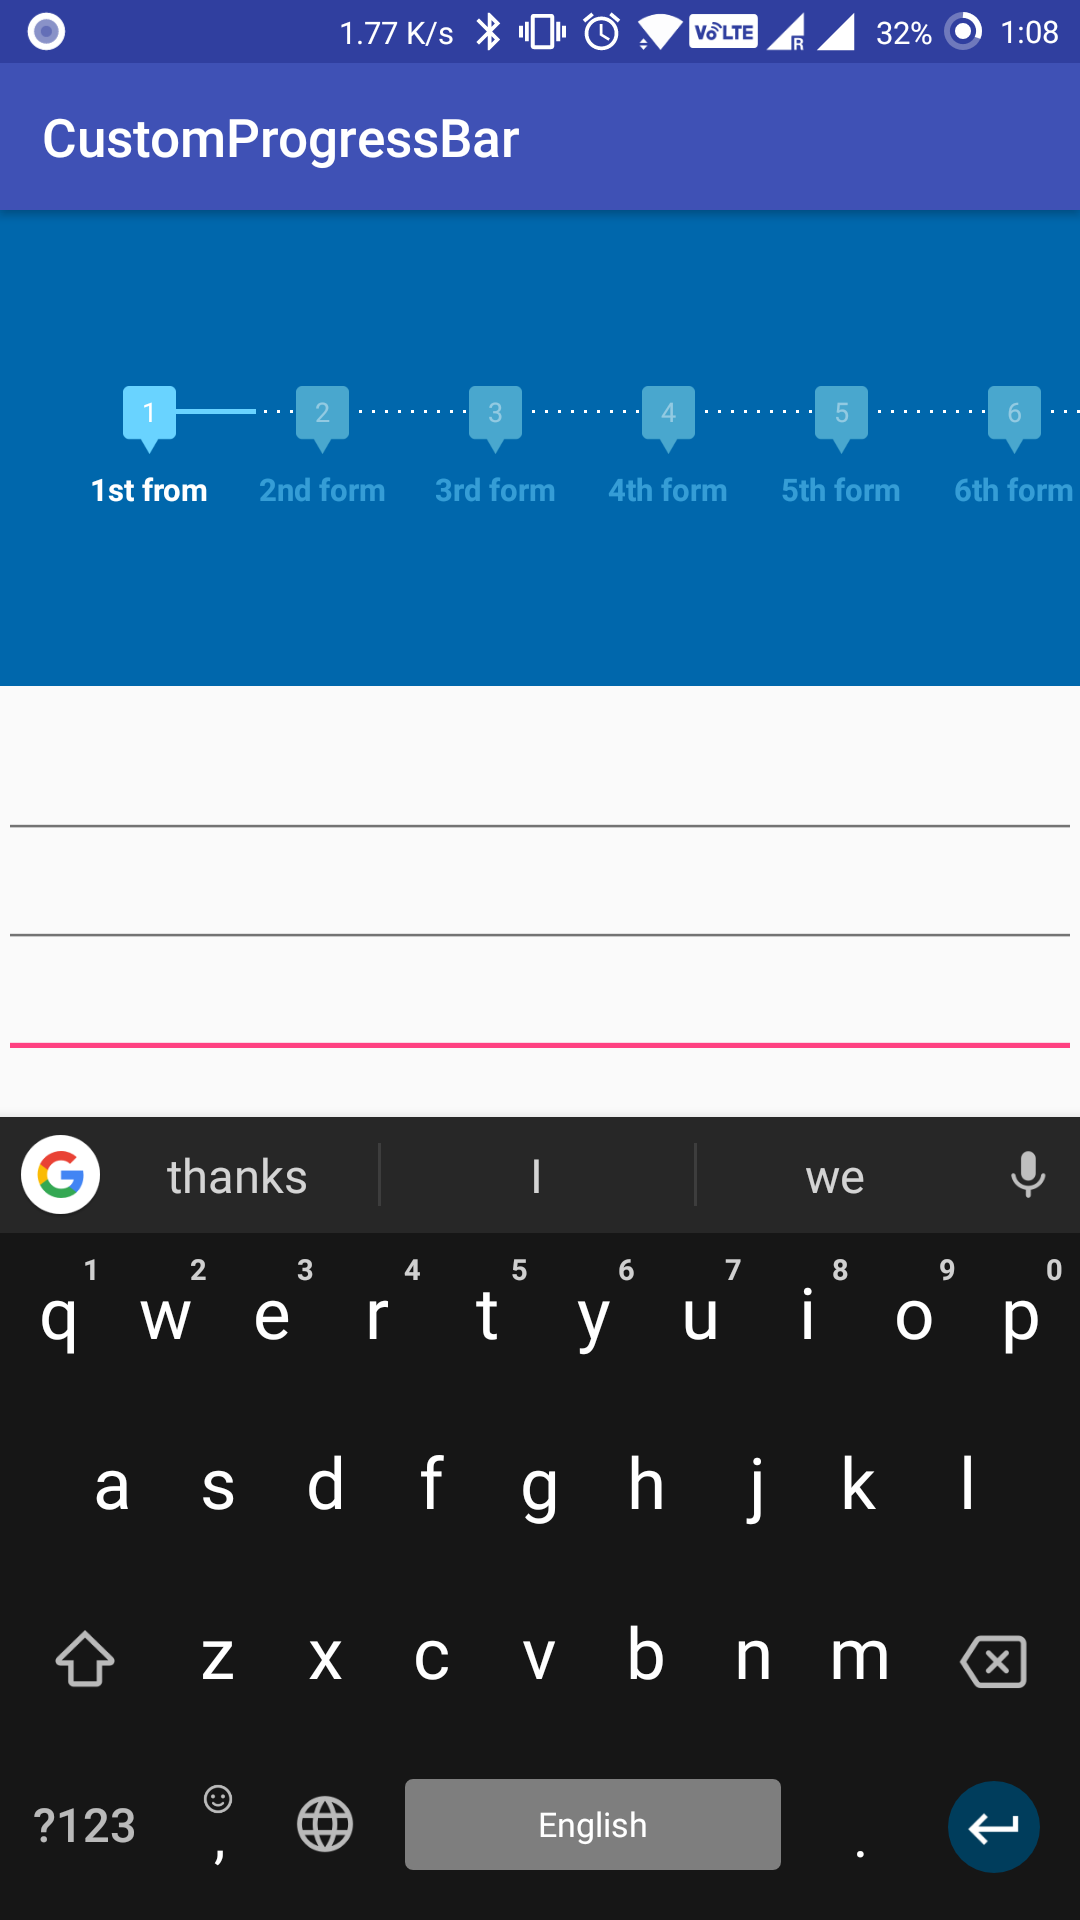 1.77 K/s VoLTE R 32% 1:08
CustomProgressBar
1 2 3 4 5 6
1st from 2nd form 3rd form 4th form 5th form 6th form
G thanks I we
1 2 3 4 5 6 7 8 9 0
q w e r t y u i o p
a s d f g h j k l
z x c v b n m
?123 , English .